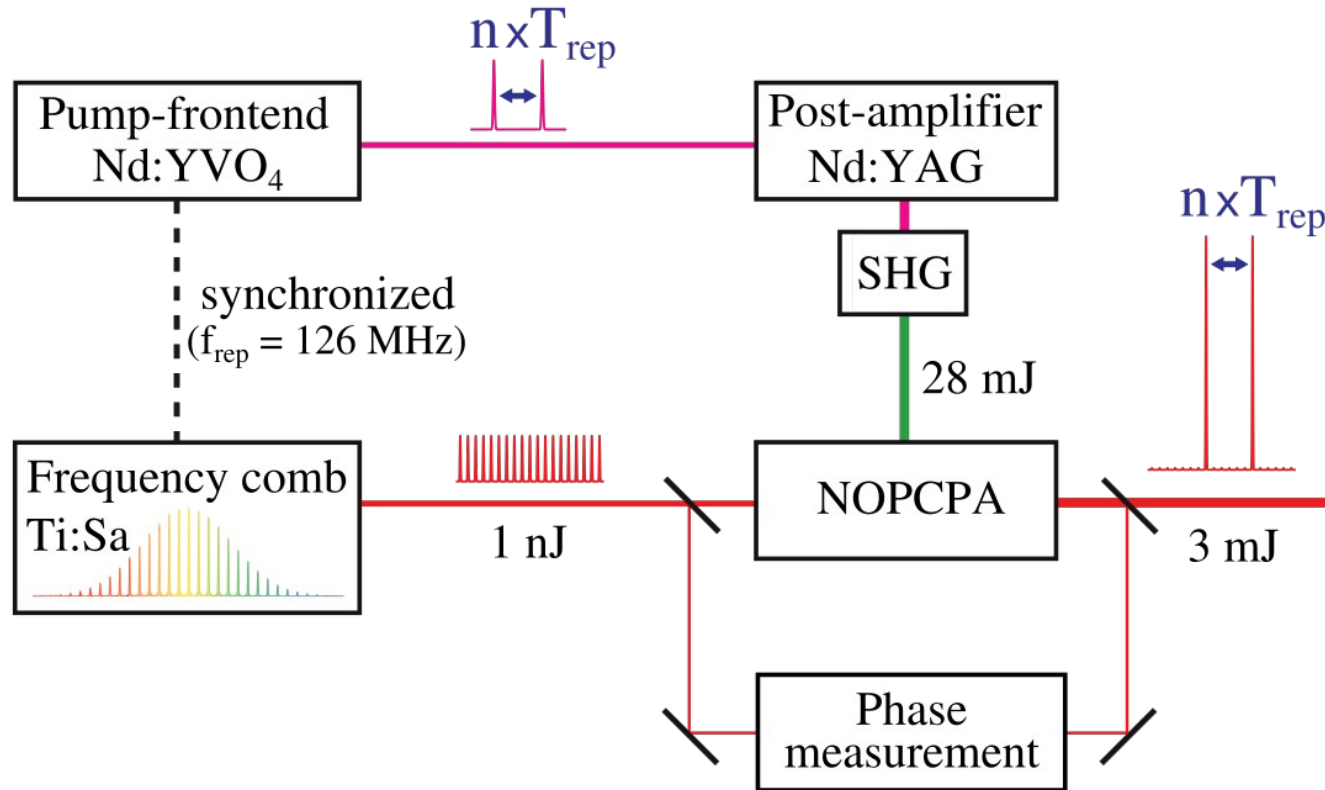 n×T_rep
Pump-frontend
Nd:YVO₄
Post-amplifier
Nd:YAG
n×T_rep
SHG
synchronized
(f_rep = 126 MHz)
28 mJ
Frequency comb
Ti:Sa
1 nJ
NOPCPA
3 mJ
Phase
measurement